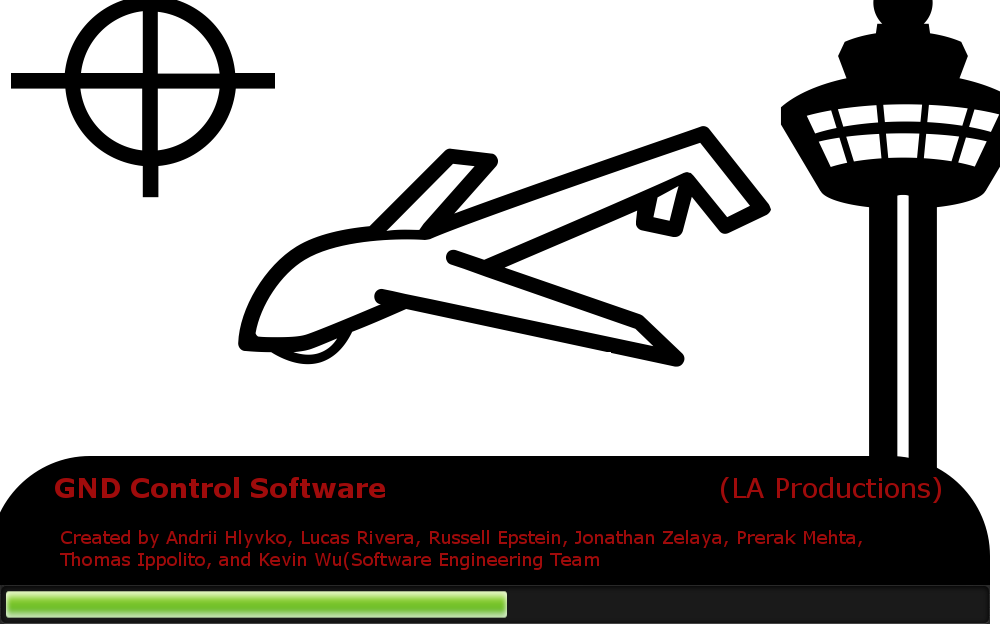 GND Control Software
(LA Productions)
Created by Andrii Hlyvko, Lucas Rivera, Russell Epstein, Jonathan Zelaya, Prerak Mehta,
Thomas Ippolito, and Kevin Wu(Software Engineering Team